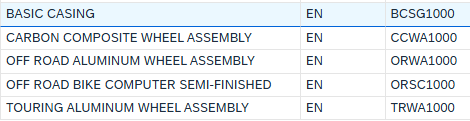 BASIC CASING EN BCSG1000
CARBON COMPOSITE WHEEL ASSEMBLY EN CCWA1000
OFF ROAD ALUMINUM WHEEL ASSEMBLY EN ORWA1000
OFF ROAD BIKE COMPUTER SEMI-FINISHED EN ORSC1000
TOURING ALUMINUM WHEEL ASSEMBLY EN TRWA1000